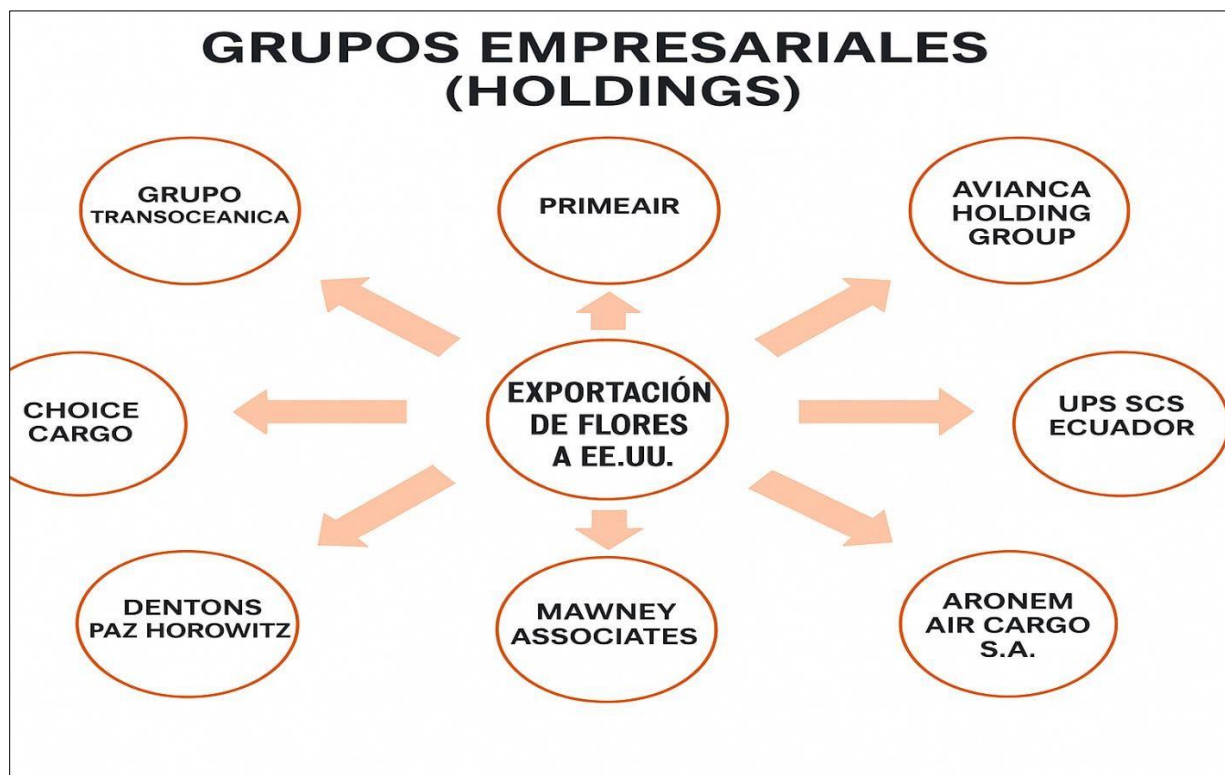 GRUPOS EMPRESARIALES
(HOLDINGS)
GRUPO
TRANSOCEANICA
PRIMEAIR
AVIANCA
HOLDING
GROUP
CHOICE
CARGO
EXPORTACIÓN
DE FLORES
A EE.UU.
UPS SCS
ECUADOR
DENTONS
PAZ HOROWITZ
MAWNEY
ASSOCIATES
ARONEM
AIR CARGO
S.A.